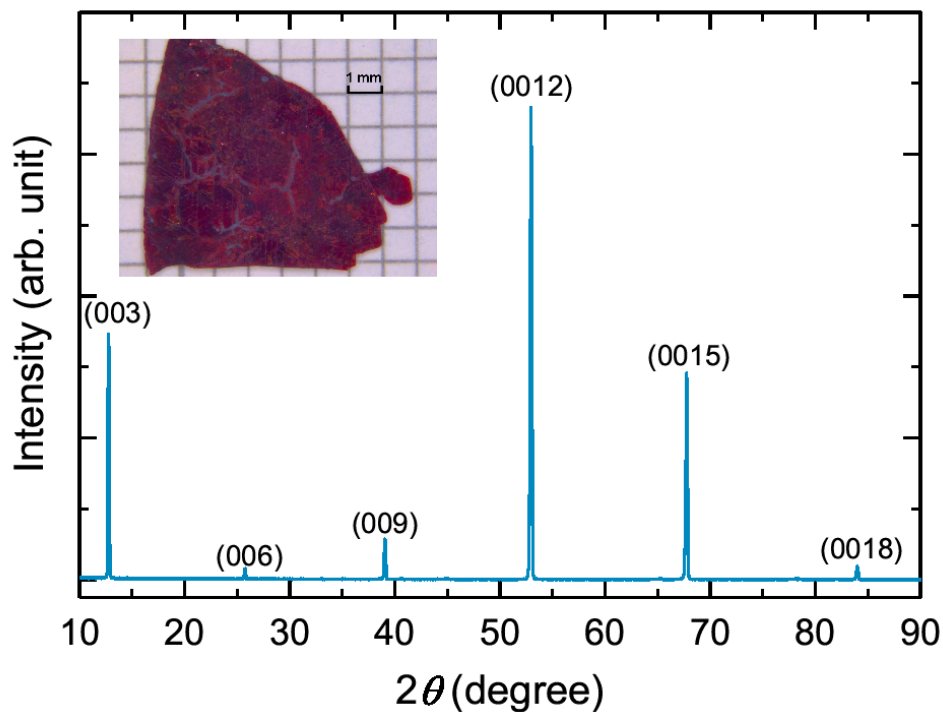 1 mm
(0012)
(003)
(0015)
(009)
(006)
(0018)
Intensity (arb. unit)
10 20 30 40 50 60 70 80 90
2θ (degree)